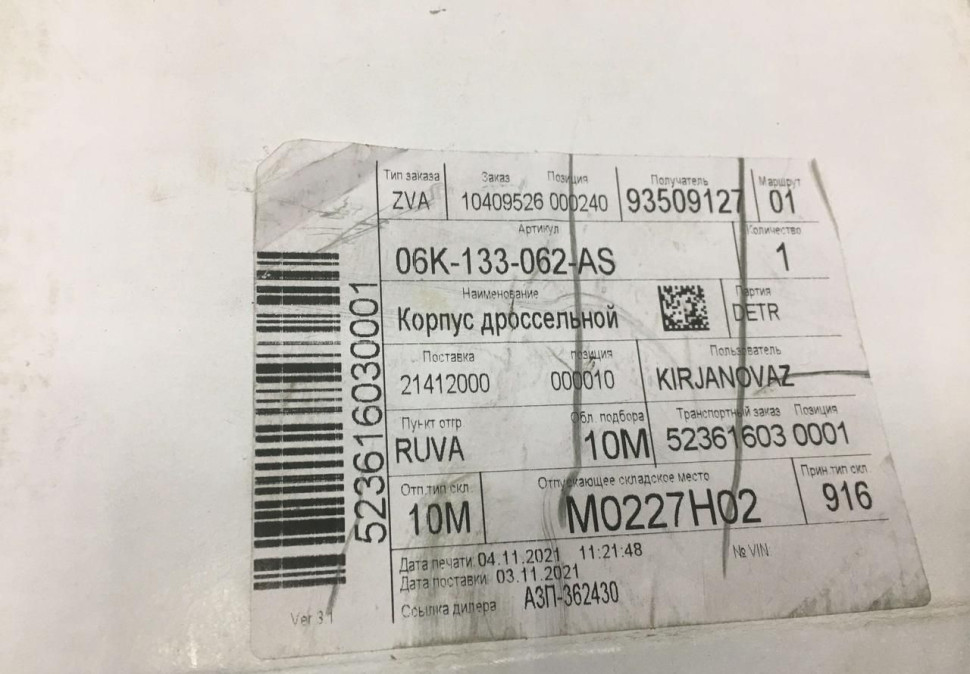 Тип заказа Заказ Позиция Получатель Маршрут
ZVA 10409526 000240 93509127 01
Артикул Количество
06K-133-062-AS 1
Наименование Партия
Корпус дроссельной DETR
Поставка позиция Пользователь
21412000 000010 KIRJANOVAZ
Пункт отгр Обл. подбора Транспортный заказ Позиция
RUVA 10M 52361603 0001
Отп.тип скл. Отпускающее складское место Прин.тип скл.
10M M0227H02 916
Дата печати: 04.11.2021 11:21:48 № VIN:
Дата поставки: 03.11.2021
Ссылка дилера АЗП-362430
523616030001
Ver 3.1